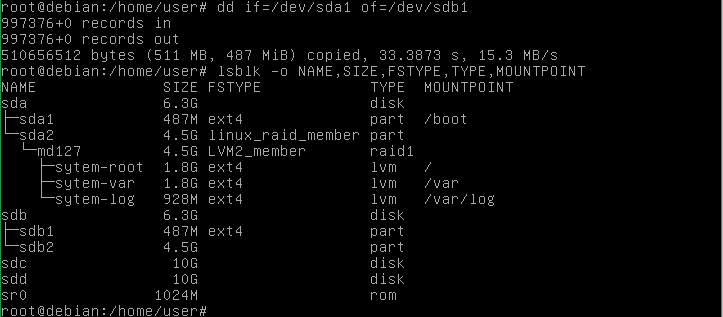 root@debian:/home/user# dd if=/dev/sda1 of=/dev/sdb1
997376+0 records in
997376+0 records out
510656512 bytes (511 MB, 487 MiB) copied, 33.3873 s, 15.3 MB/s
root@debian:/home/user# lsblk -o NAME,SIZE,FSTYPE,TYPE,MOUNTPOINT
NAME                SIZE FSTYPE            TYPE  MOUNTPOINT
sda                 6.3G                   disk
├─sda1              487M ext4              part  /boot
└─sda2              4.5G linux_raid_member part
  └─md127           4.5G LVM2_member       raid1
    ├─sytem-root    1.8G ext4              lvm   /
    ├─sytem-var     1.8G ext4              lvm   /var
    └─sytem-log     928M ext4              lvm   /var/log
sdb                 6.3G                   disk
├─sdb1              487M ext4              part
└─sdb2              4.5G                   part
sdc                  10G                   disk
sdd                  10G                   disk
sr0                1024M                   rom
root@debian:/home/user#